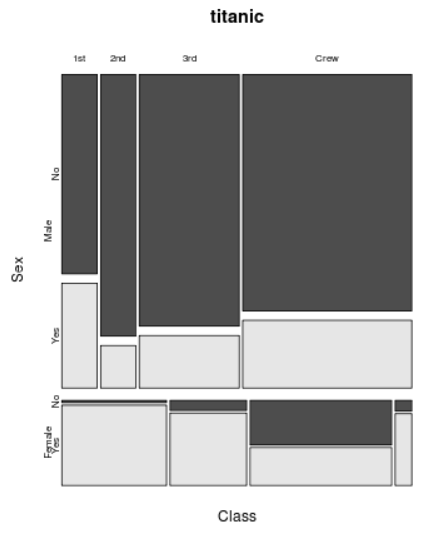 titanic
1st 2nd 3rd Crew
Sex
Male
No
Yes
Female
No
Yes
Class